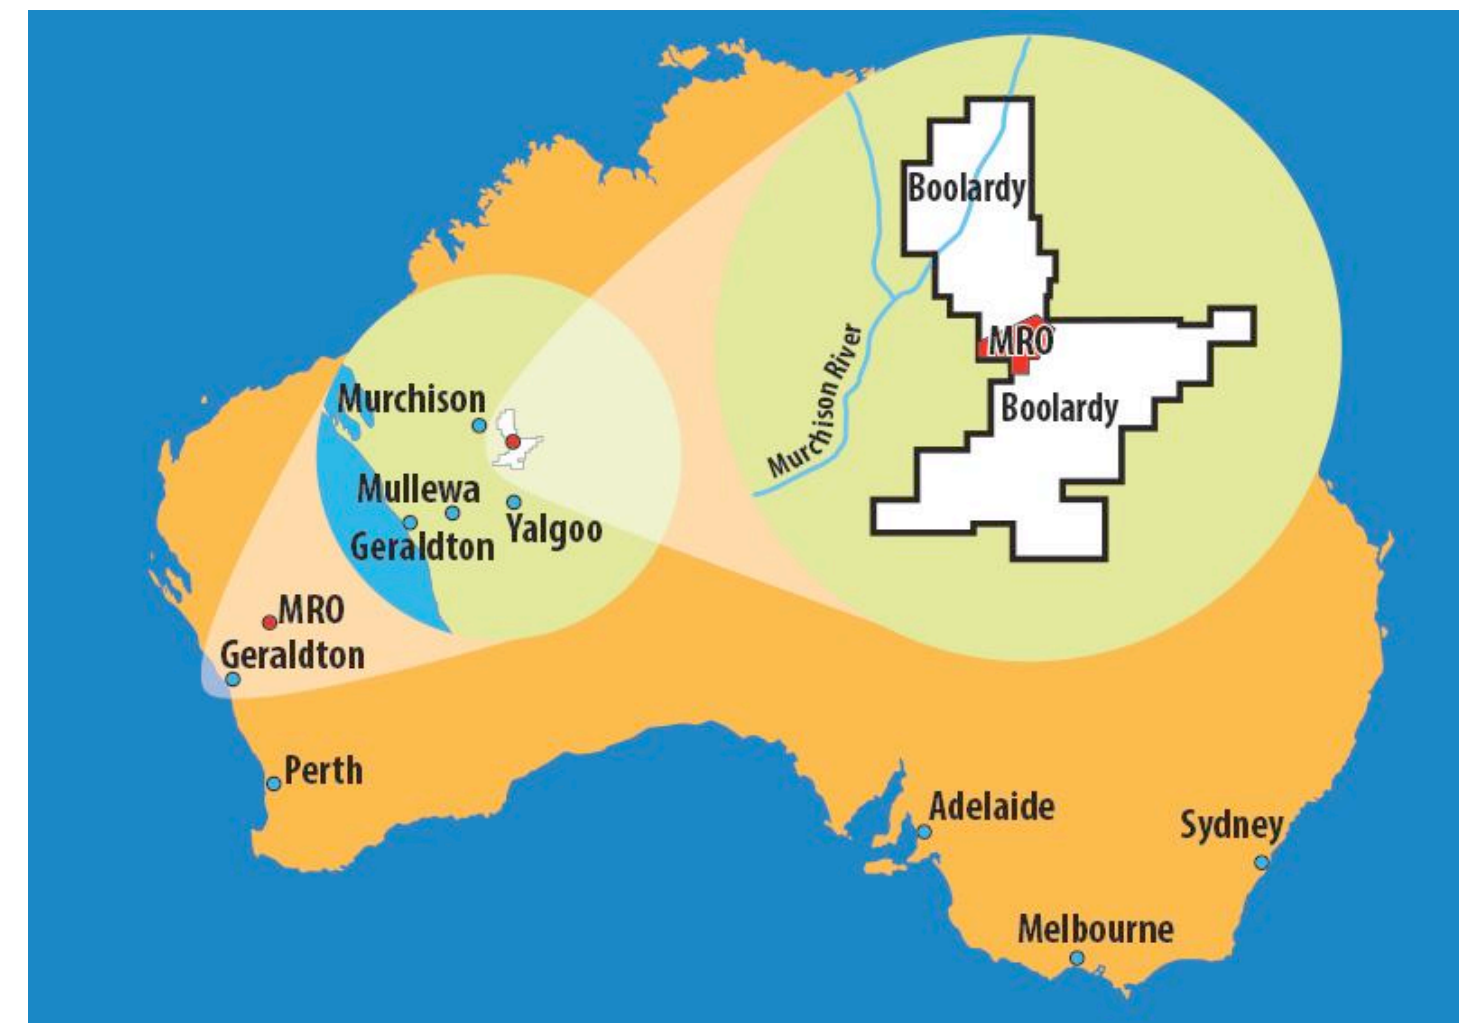 Boolardy
MRO
Boolardy
Murchison River
Murchison
Mullewa
Geraldton
Yalgoo
MRO
Geraldton
Perth
Adelaide
Sydney
Melbourne